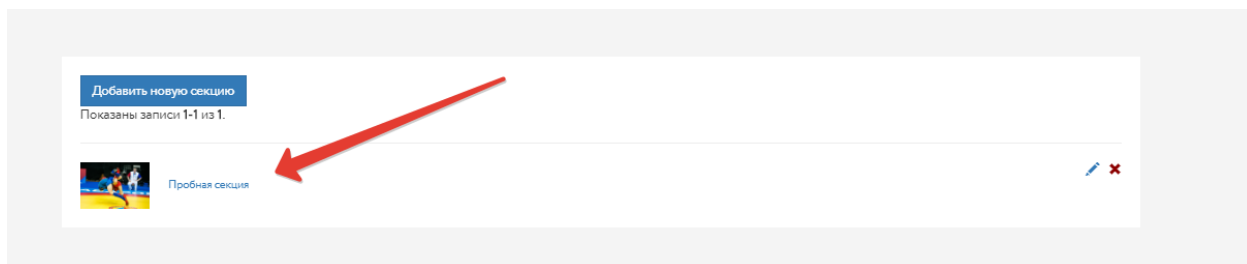 Добавить новую секцию
Показаны записи 1-1 из 1.
Пробная секция